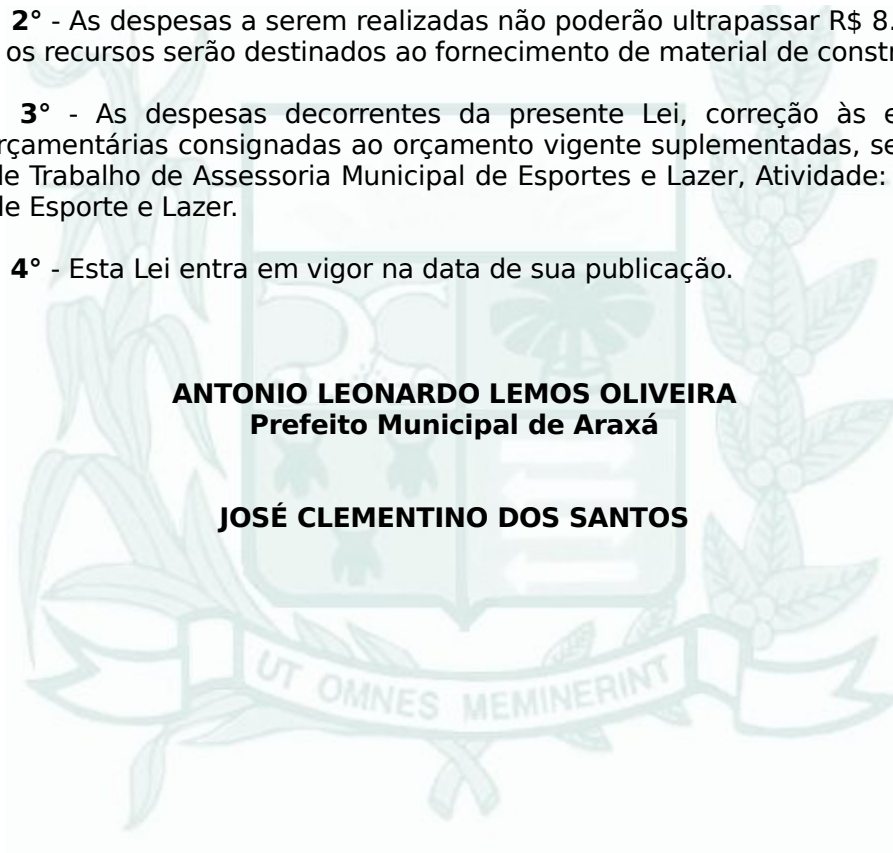 2° - As despesas a serem realizadas não poderão ultrapassar R$ 8.
os recursos serão destinados ao fornecimento de material de constr
3° - As despesas decorrentes da presente Lei, correção às e
rçamentárias consignadas ao orçamento vigente suplementadas, se
de Trabalho de Assessoria Municipal de Esportes e Lazer, Atividade:
de Esporte e Lazer.
4° - Esta Lei entra em vigor na data de sua publicação.
ANTONIO LEONARDO LEMOS OLIVEIRA
Prefeito Municipal de Araxá
JOSÉ CLEMENTINO DOS SANTOS
UT OMNES MEMINERINT